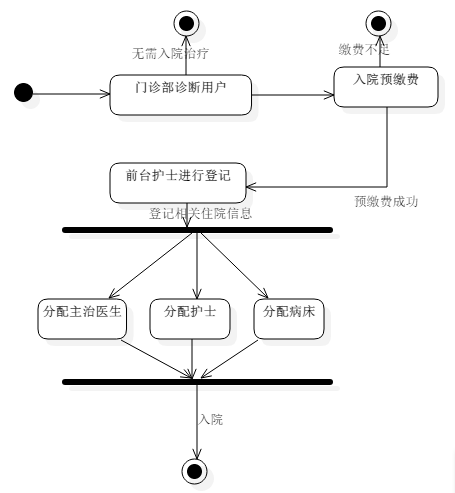 无需入院治疗
缴费不足
门诊部诊断用户
入院预缴费
前台护士进行登记
预缴费成功
登记相关住院信息
分配主治医生
分配护士
分配病床
入院